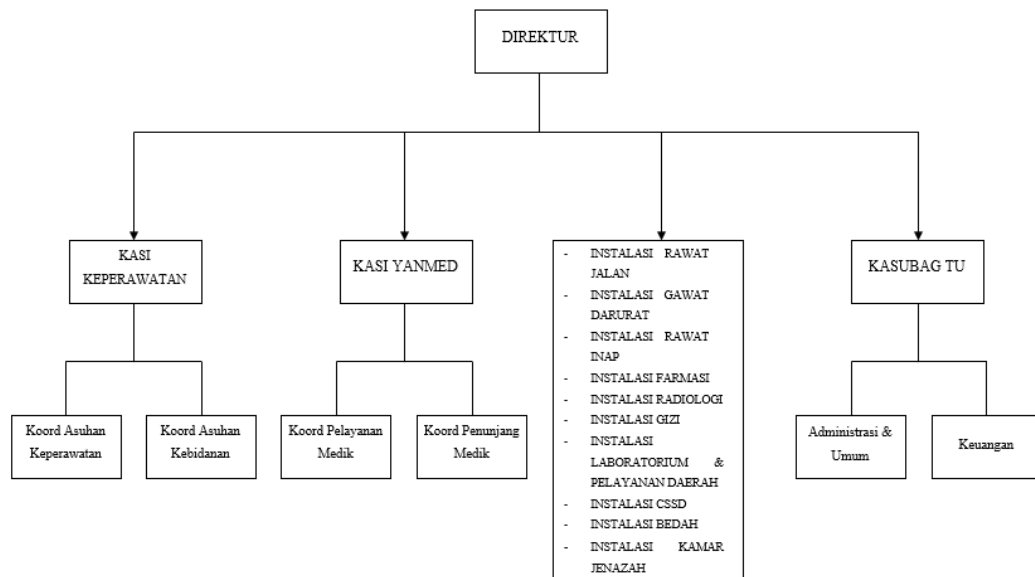 DIREKTUR
KASI
KEPERAWATAN
KASI YANMED
- INSTALASI RAWAT
JALAN
- INSTALASI GAWAT
DARURAT
- INSTALASI RAWAT
INAP
- INSTALASI FARMASI
- INSTALASI RADIOLOGI
- INSTALASI GIZI
- INSTALASI
LABORATORIUM &
PELAYANAN DAERAH
- INSTALASI CSSD
- INSTALASI BEDAH
- INSTALASI KAMAR
JENAZAH
KASUBAG TU
Koord Asuhan
Keperawatan
Koord Asuhan
Kebidanan
Koord Pelayanan
Medik
Koord Penunjang
Medik
Administrasi &
Umum
Keuangan